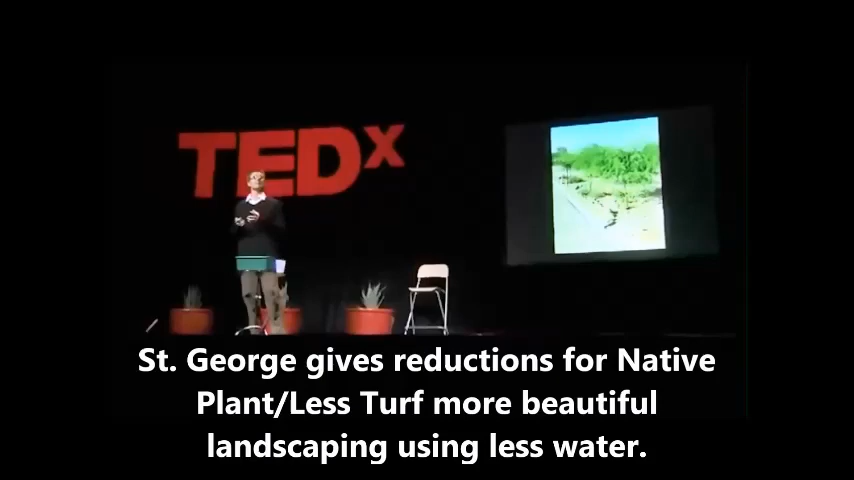 TEDx
St. George gives reductions for Native
Plant/Less Turf more beautiful
landscaping using less water.